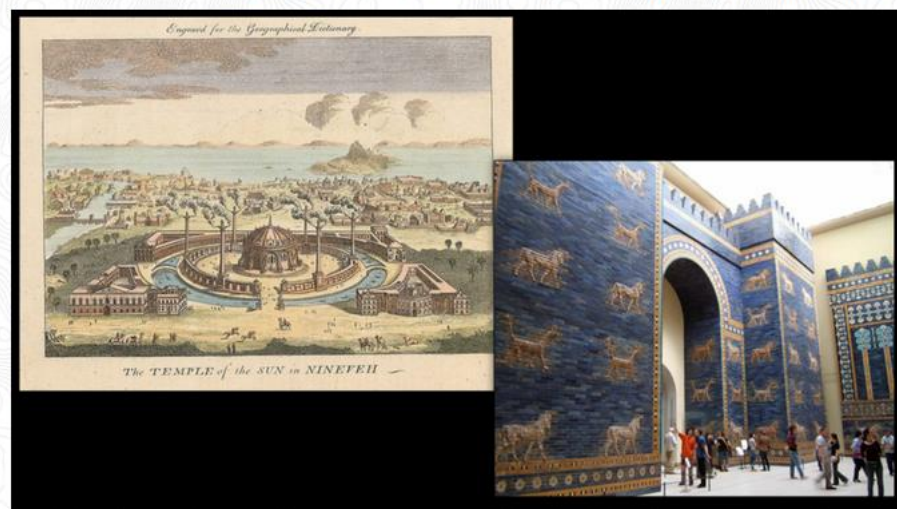 Engraved for the Geographical Dictionary.
The TEMPLE of the SUN in NINEVEH